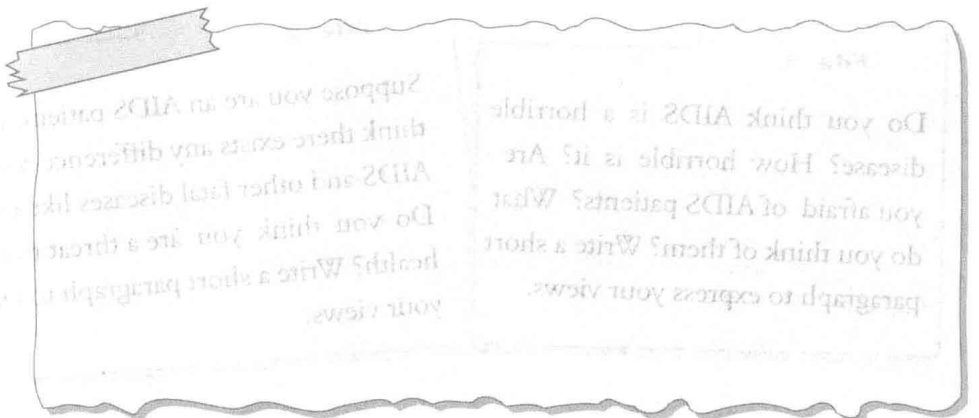 Do you think AIDS is a horrible
disease? How horrible is it? Are
you afraid of AIDS patients? What
do you think of them? Write a short
paragraph to express your views.
Suppose you are an AIDS patient
think there exists any difference
AIDS and other fatal diseases
Do you think you are a threat
health? Write a short paragraph
your views.